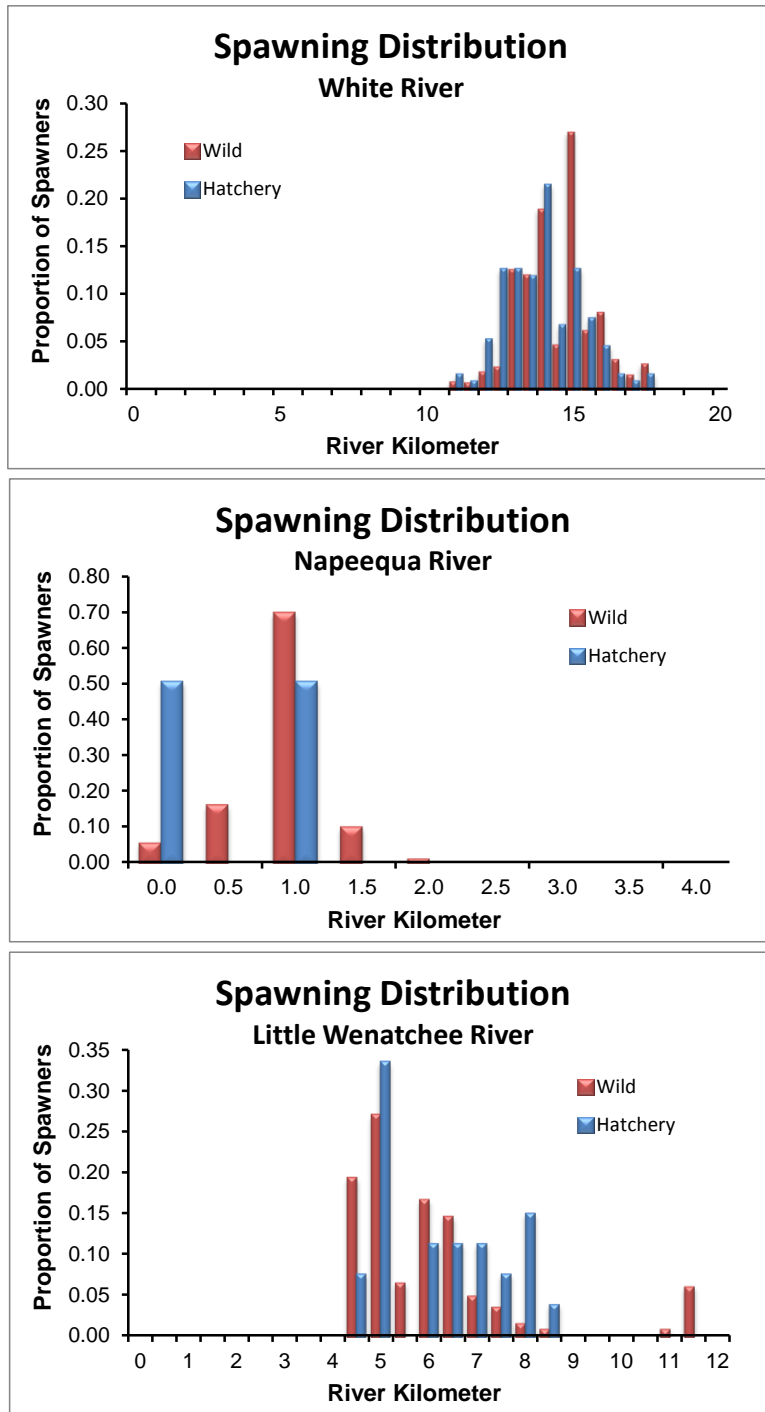 Spawning Distribution
White River
Proportion of Spawners
0.30
0.25
0.20
0.15
0.10
0.05
0.00
Wild
Hatchery
0 5 10 15 20
River Kilometer
Spawning Distribution
Napeequa River
Proportion of Spawners
0.80
0.70
0.60
0.50
0.40
0.30
0.20
0.10
0.00
Wild
Hatchery
0.0 0.5 1.0 1.5 2.0 2.5 3.0 3.5 4.0
River Kilometer
Spawning Distribution
Little Wenatchee River
Proportion of Spawners
0.35
0.30
0.25
0.20
0.15
0.10
0.05
0.00
Wild
Hatchery
0 1 2 3 4 5 6 7 8 9 10 11 12
River Kilometer